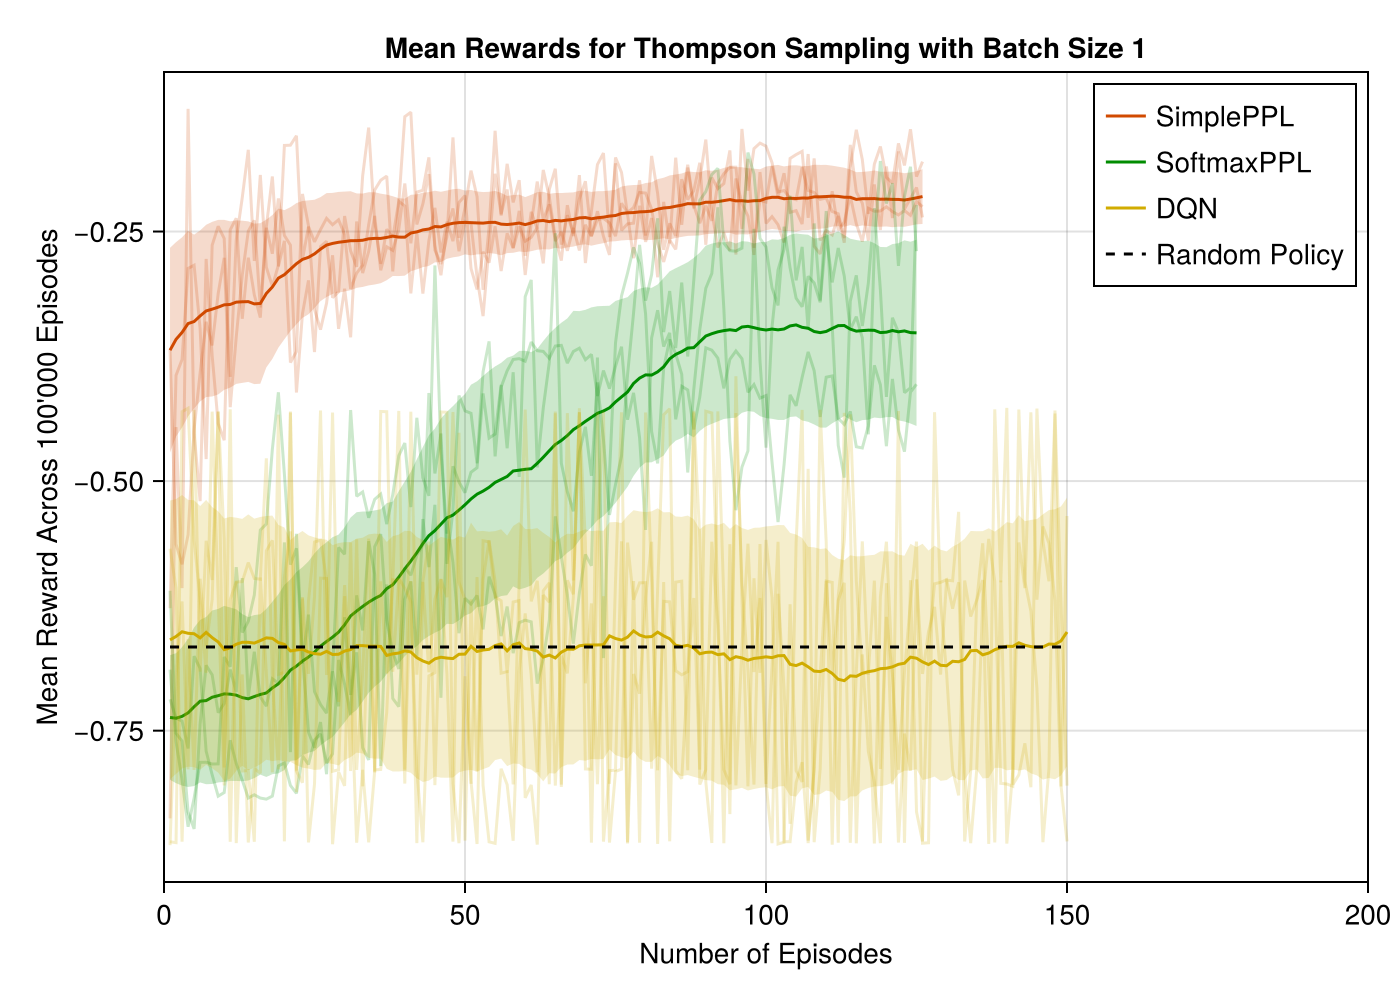 Mean Rewards for Thompson Sampling with Batch Size 1
SimplePPL
SoftmaxPPL
DQN
Random Policy
Mean Reward Across 100'000 Episodes
−0.25
−0.50
−0.75
0
50
100
150
200
Number of Episodes